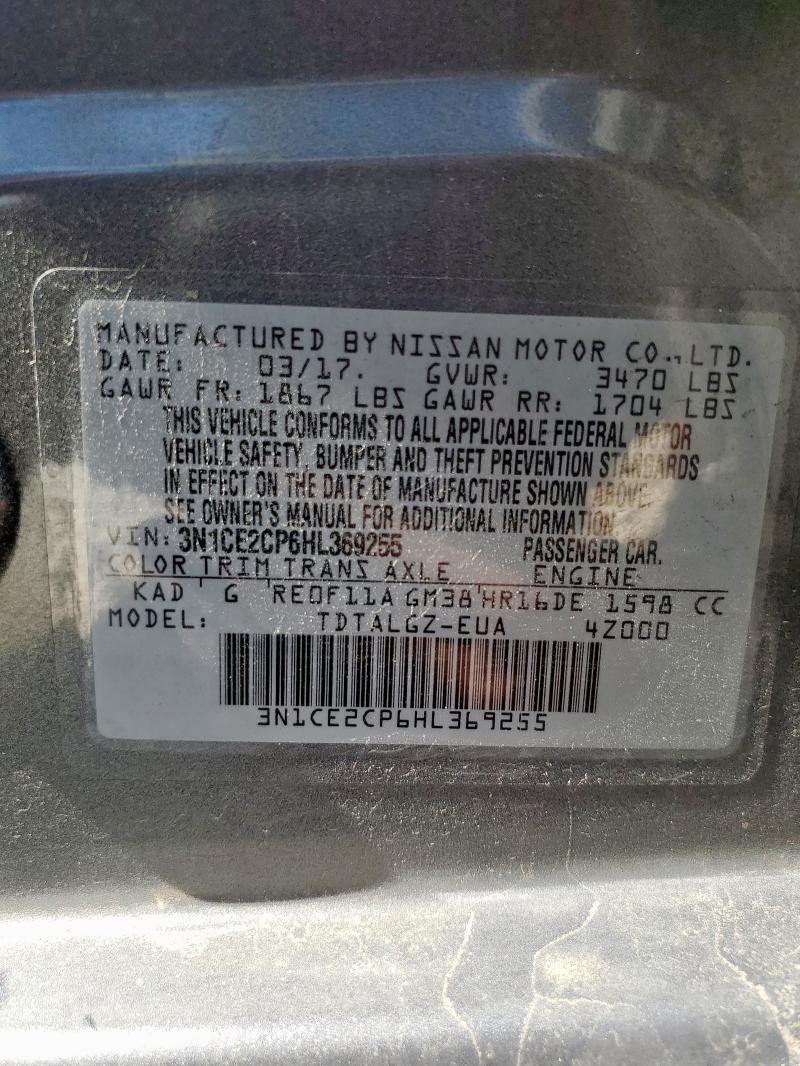 MANUFACTURED BY NISSAN MOTOR CO., LTD.
DATE: 03/17. GVWR: 3470 LBS
GAWR FR: 1867 LBS GAWR RR: 1704 LBS
THIS VEHICLE CONFORMS TO ALL APPLICABLE FEDERAL MOTOR
VEHICLE SAFETY, BUMPER AND THEFT PREVENTION STANDARDS
IN EFFECT ON THE DATE OF MANUFACTURE SHOWN ABOVE.
SEE OWNER'S MANUAL FOR ADDITIONAL INFORMATION
VIN: 3N1CE2CP6HL369255 PASSENGER CAR.
COLOR TRIM TRANS AXLE ENGINE
KAD G RE0F11A GM38 HR16DE 1598 CC
MODEL: TDTALGZ-EUA 4Z000
3N1CE2CP6HL369255